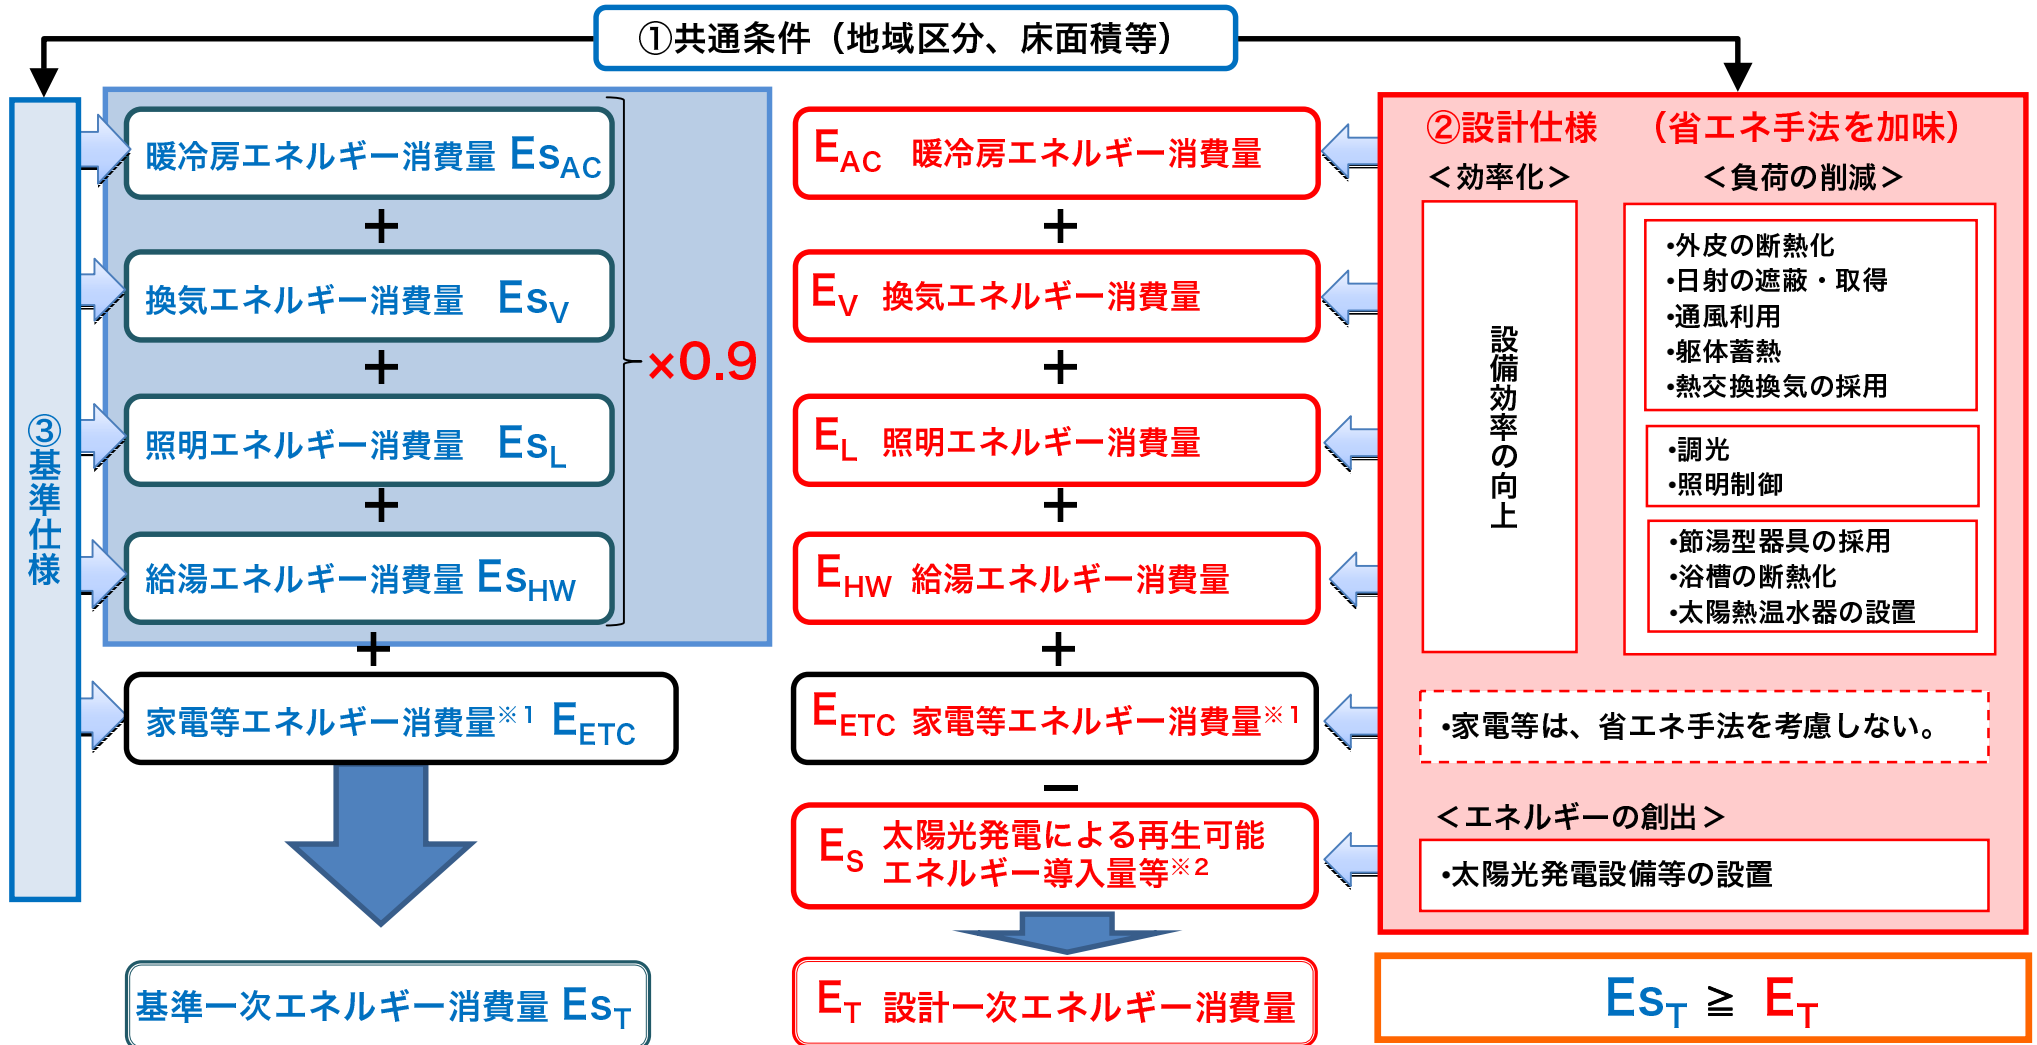 ①共通条件（地域区分、床面積等）
③基準仕様
暖冷房エネルギー消費量 EsAC
+
換気エネルギー消費量 EsV
+
照明エネルギー消費量 EsL
+
給湯エネルギー消費量 EsHW
×0.9
+
家電等エネルギー消費量※1 EETC
基準一次エネルギー消費量 EsT
EAC 暖冷房エネルギー消費量
+
EV 換気エネルギー消費量
+
EL 照明エネルギー消費量
+
EHW 給湯エネルギー消費量
+
EETC 家電等エネルギー消費量※1
−
ES 太陽光発電による再生可能
エネルギー導入量等※2
ET 設計一次エネルギー消費量
②設計仕様 （省エネ手法を加味）
＜効率化＞
設備効率の向上
＜負荷の削減＞
・外皮の断熱化
・日射の遮蔽・取得
・通風利用
・躯体蓄熱
・熱交換換気の採用
・調光
・照明制御
・節湯型器具の採用
・浴槽の断熱化
・太陽熱温水器の設置
・家電等は、省エネ手法を考慮しない。
＜エネルギーの創出＞
・太陽光発電設備等の設置
EsT ≧ ET